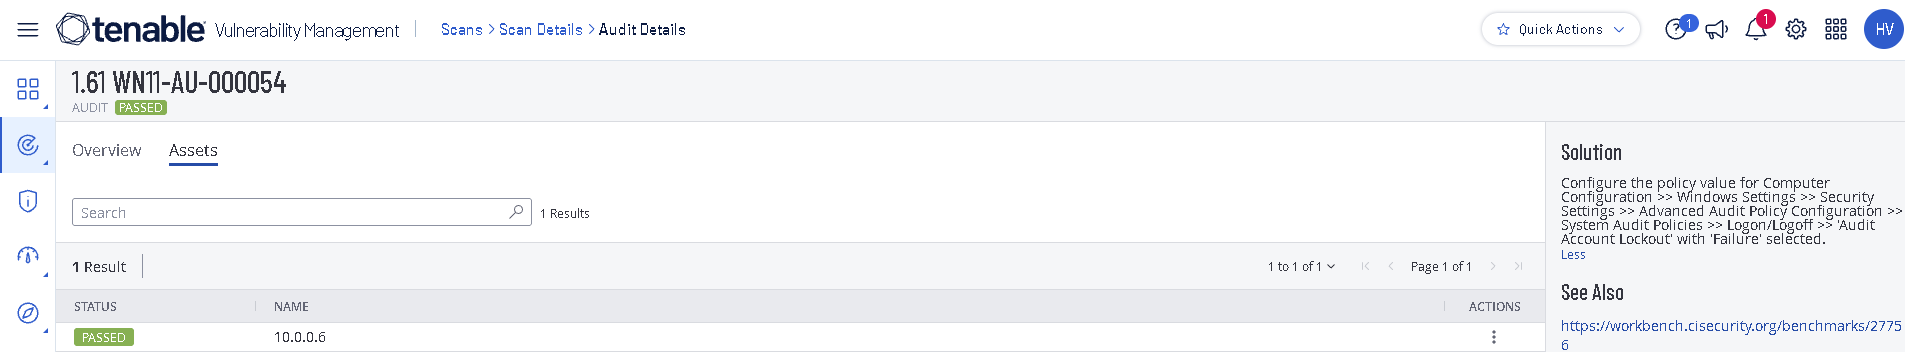 tenable Vulnerability Management Scans > Scan Details > Audit Details Quick Actions 1 1 HV
1.61 WN11-AU-000054
AUDIT PASSED
Overview Assets
Search 1 Results
1 Result 1 to 1 of 1 Page 1 of 1
STATUS NAME ACTIONS
PASSED 10.0.0.6
Solution
Configure the policy value for Computer
Configuration >> Windows Settings >> Security
Settings >> Advanced Audit Policy Configuration >>
System Audit Policies >> Logon/Logoff >> 'Audit
Account Lockout' with 'Failure' selected.
Less
See Also
https://workbench.cisecurity.org/benchmarks/2775
6